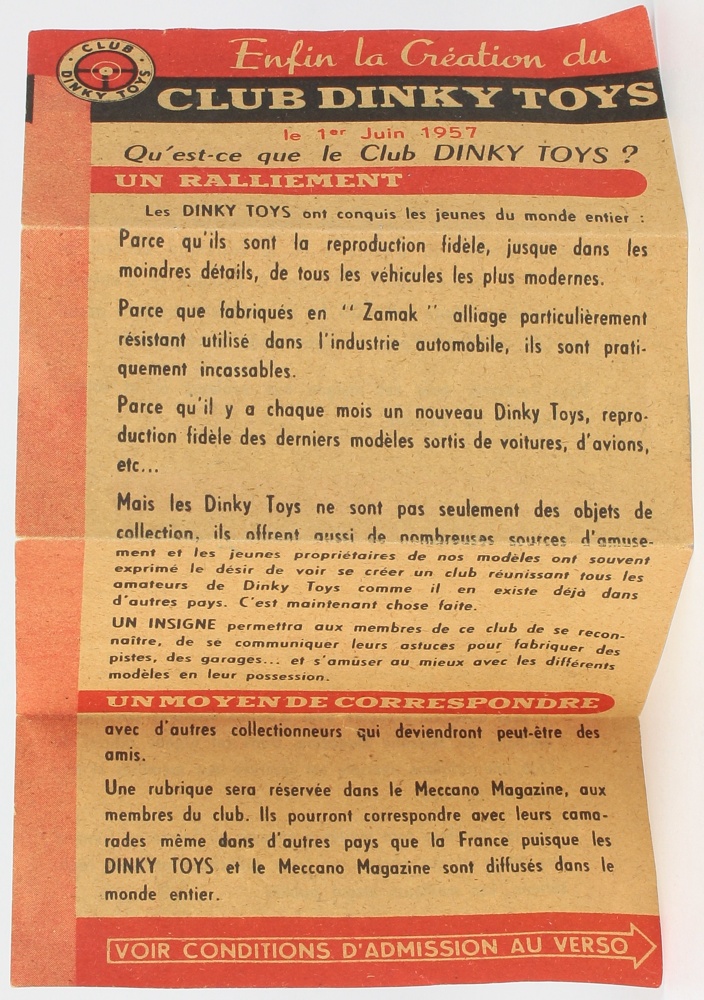 CLUB DINKY TOYS
Enfin la Création du
CLUB DINKY TOYS
le 1er Juin 1957
Qu'est-ce que le Club DINKY TOYS ?
UN RALLIEMENT
Les DINKY TOYS ont conquis les jeunes du monde entier :
Parce qu'ils sont la reproduction fidèle, jusque dans les
moindres détails, de tous les véhicules les plus modernes.
Parce que fabriqués en “ Zamak ” alliage particulièrement
résistant utilisé dans l'industrie automobile, ils sont prati-
quement incassables.
Parce qu'il y a chaque mois un nouveau Dinky Toys, repro-
duction fidèle des derniers modèles sortis de voitures, d'avions,
etc...
Mais les Dinky Toys ne sont pas seulement des objets de
collection, ils offrent aussi de nombreuses sources d'amuse-
ment et les jeunes propriétaires de nos modèles ont souvent
exprimé le désir de voir se créer un club réunissant tous les
amateurs de Dinky Toys comme il en existe déjà dans
d'autres pays. C'est maintenant chose faite.
UN INSIGNE permettra aux membres de ce club de se recon-
naître, de se communiquer leurs astuces pour fabriquer des
pistes, des garages... et s'amuser au mieux avec les différents
modèles en leur possession.
UN MOYEN DE CORRESPONDRE
avec d'autres collectionneurs qui deviendront peut-être des
amis.
Une rubrique sera réservée dans le Meccano Magazine, aux
membres du club. Ils pourront correspondre avec leurs cama-
rades même dans d'autres pays que la France puisque les
DINKY TOYS et le Meccano Magazine sont diffusés dans le
monde entier.
VOIR CONDITIONS D'ADMISSION AU VERSO